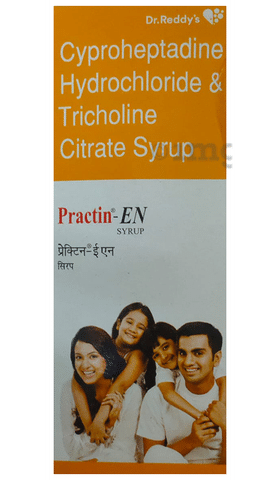 Dr.Reddy's
Cyproheptadine
Hydrochloride &
Tricholine
Citrate Syrup
Practin®-EN
SYRUP
प्रेक्टिन®-ई एन
सिरप